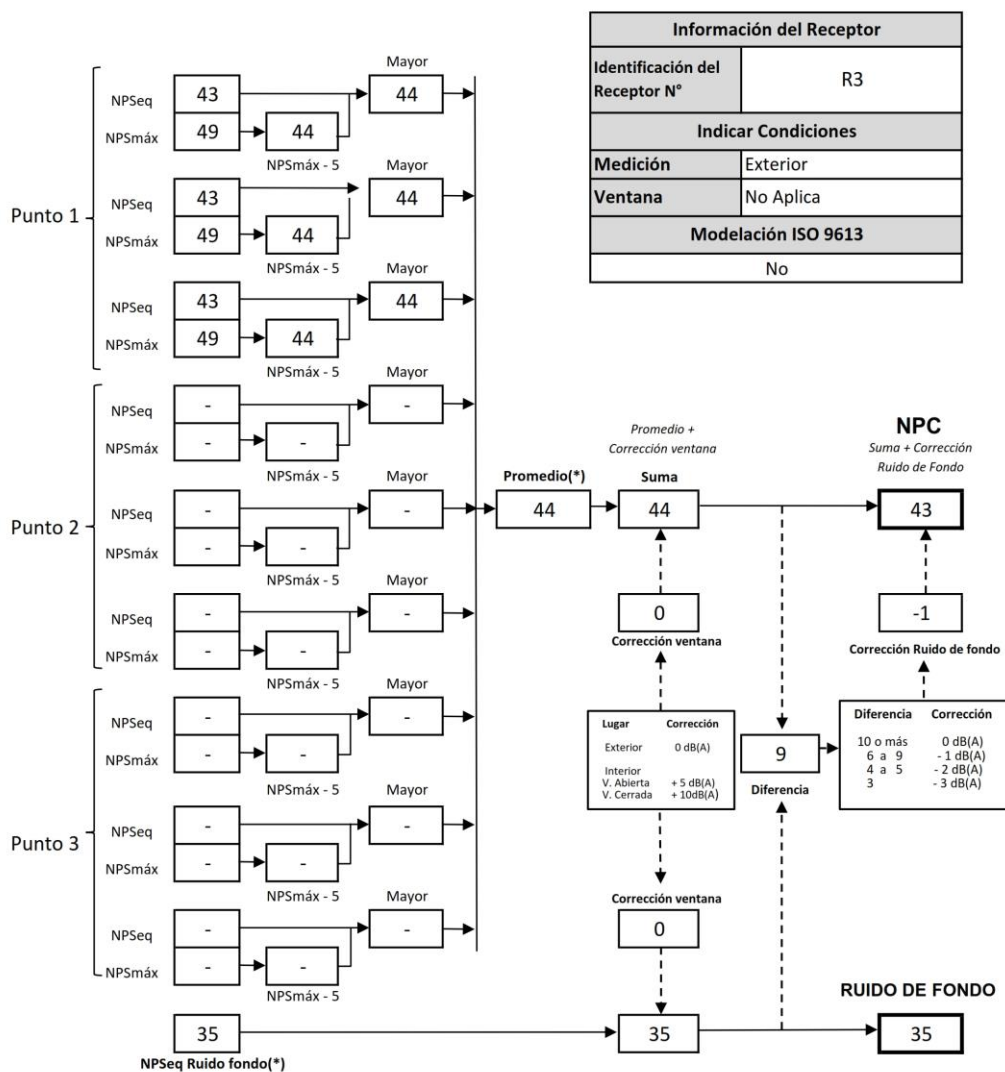 Información del Receptor
Identificación del Receptor N°
R3
Indicar Condiciones
Medición
Exterior
Ventana
No Aplica
Modelación ISO 9613
No
Punto 1
Mayor
NPSeq
43
44
NPSmáx
49
44
NPSmáx - 5
Mayor
NPSeq
43
44
NPSmáx
49
44
NPSmáx - 5
Mayor
NPSeq
43
44
NPSmáx
49
44
NPSmáx - 5
Punto 2
Mayor
NPSeq
-
-
NPSmáx
-
-
NPSmáx - 5
Mayor
NPSeq
-
-
NPSmáx
-
-
NPSmáx - 5
Mayor
NPSeq
-
-
NPSmáx
-
-
NPSmáx - 5
Punto 3
Mayor
NPSeq
-
-
NPSmáx
-
-
NPSmáx - 5
Mayor
NPSeq
-
-
NPSmáx
-
-
NPSmáx - 5
Mayor
NPSeq
-
-
NPSmáx
-
-
NPSmáx - 5
35
NPSeq Ruido fondo(*)
Promedio(*)
44
Promedio +
Corrección ventana
Suma
44
0
Corrección ventana
Lugar Corrección
Exterior 0 dB(A)
Interior
V. Abierta + 5 dB(A)
V. Cerrada + 10dB(A)
Corrección ventana
0
35
9
Diferencia
NPC
Suma + Corrección
Ruido de Fondo
43
-1
Corrección Ruido de fondo
Diferencia Corrección
10 o más 0 dB(A)
6 a 9 - 1 dB(A)
4 a 5 - 2 dB(A)
3 - 3 dB(A)
RUIDO DE FONDO
35